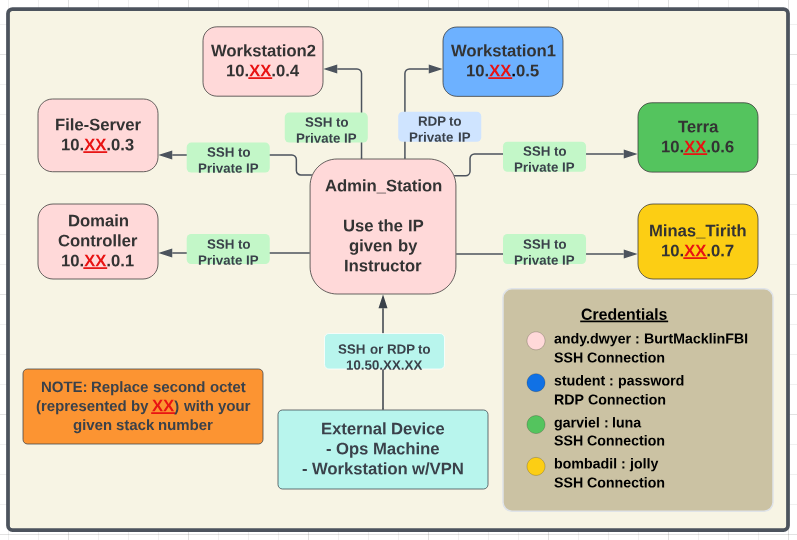 Workstation2
10.XX.0.4
Workstation1
10.XX.0.5
File-Server
10.XX.0.3
Terra
10.XX.0.6
SSH to
Private IP
RDP to
Private IP
SSH to
Private IP
SSH to
Private IP
Admin_Station
Use the IP
given by
Instructor
Domain
Controller
10.XX.0.1
SSH to
Private IP
SSH to
Private IP
Minas_Tirith
10.XX.0.7
SSH or RDP to
10.50.XX.XX
NOTE: Replace second octet
(represented by XX) with your
given stack number
External Device
- Ops Machine
- Workstation w/VPN
Credentials
andy.dwyer : BurtMacklinFBI
SSH Connection
student : password
RDP Connection
garviel : luna
SSH Connection
bombadil : jolly
SSH Connection